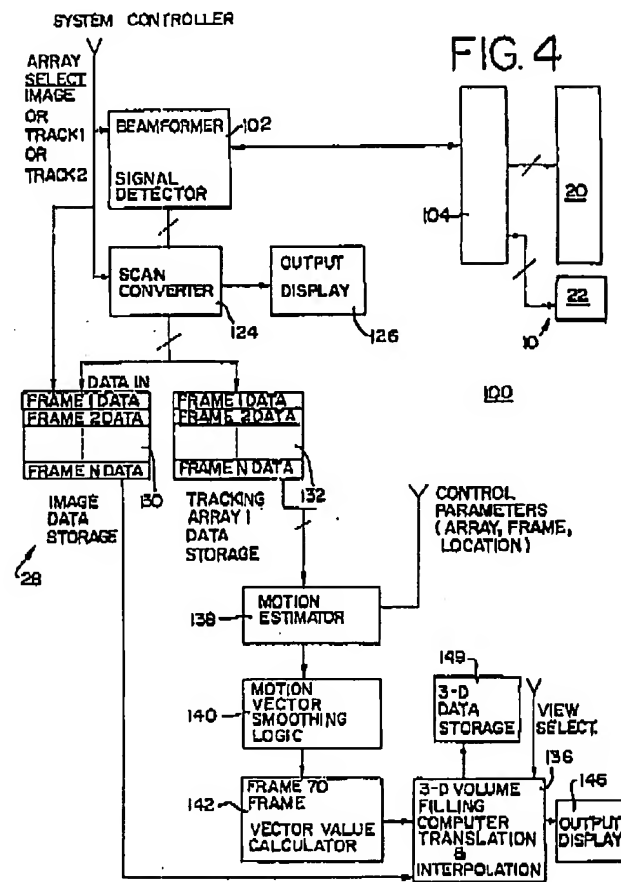 SYSTEM CONTROLLER
FIG. 4
ARRAY
SELECT
IMAGE
OR
TRACK1
OR
TRACK2
BEAMFORMER
SIGNAL
DETECTOR
102
104
20
22
10
SCAN
CONVERTER
124
OUTPUT
DISPLAY
126
100
DATA IN
FRAME 1 DATA
FRAME 2 DATA
FRAME N DATA
130
IMAGE
DATA
STORAGE
28
FRAME 1 DATA
FRAME 2 DATA
FRAME N DATA
132
TRACKING
ARRAY 1
DATA
STORAGE
CONTROL
PARAMETERS
(ARRAY, FRAME,
LOCATION)
MOTION
ESTIMATOR
138
MOTION
VECTOR
SMOOTHING
LOGIC
140
149
3-D
DATA
STORAGE
VIEW
SELECT
136
146
FRAME TO
FRAME
VECTOR VALUE
CALCULATOR
142
3-D VOLUME
FILLING
COMPUTER
TRANSLATION
&
INTERPOLATION
OUTPUT
DISPLAY